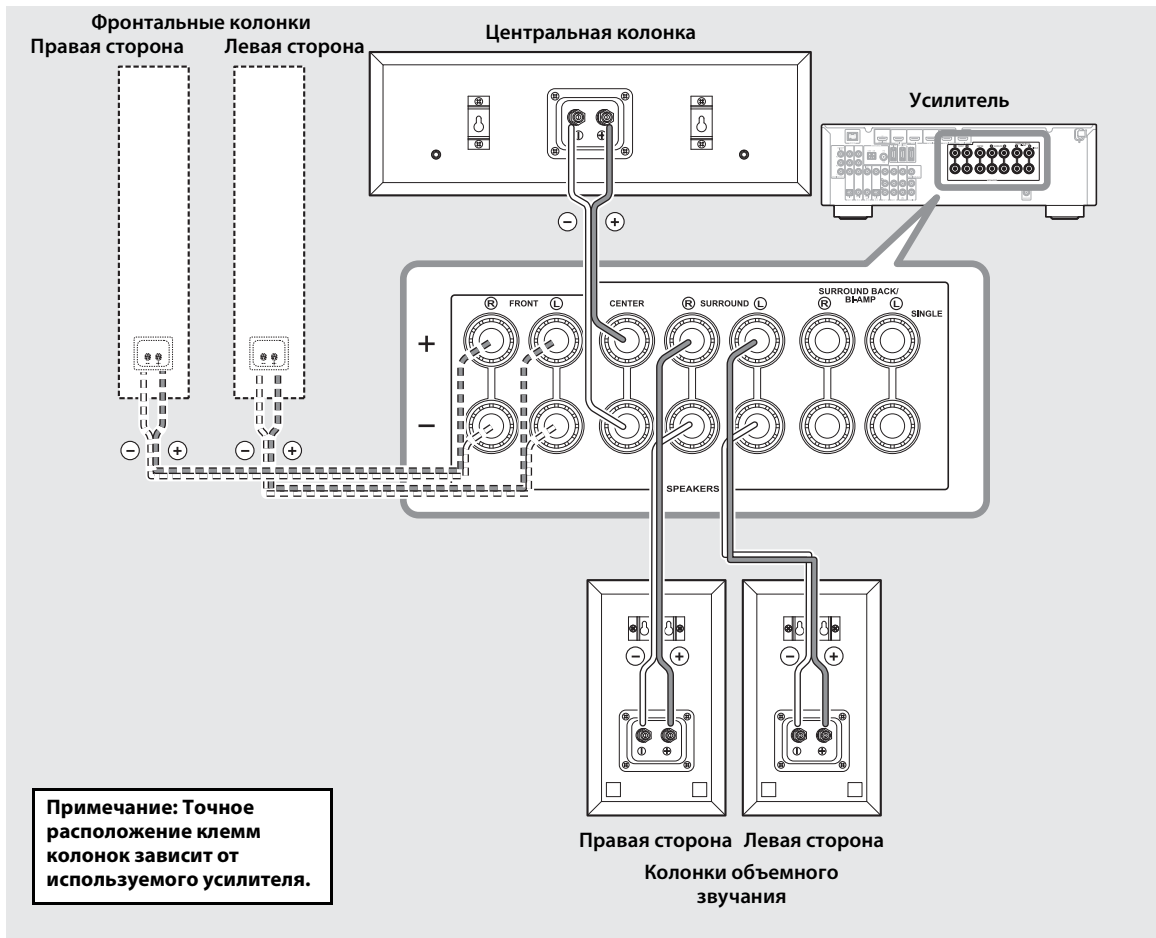 Фронтальные колонки
Правая сторона
Левая сторона
Центральная колонка
Усилитель
− +
R FRONT L
CENTER
R SURROUND L
SURROUND BACK/
BI-AMP
R L
SINGLE
+
−
− + − +
SPEAKERS
− + − +
Примечание: Точное
расположение клемм
колонок зависит от
используемого усилителя.
Правая сторона
Левая сторона
Колонки объемного
звучания